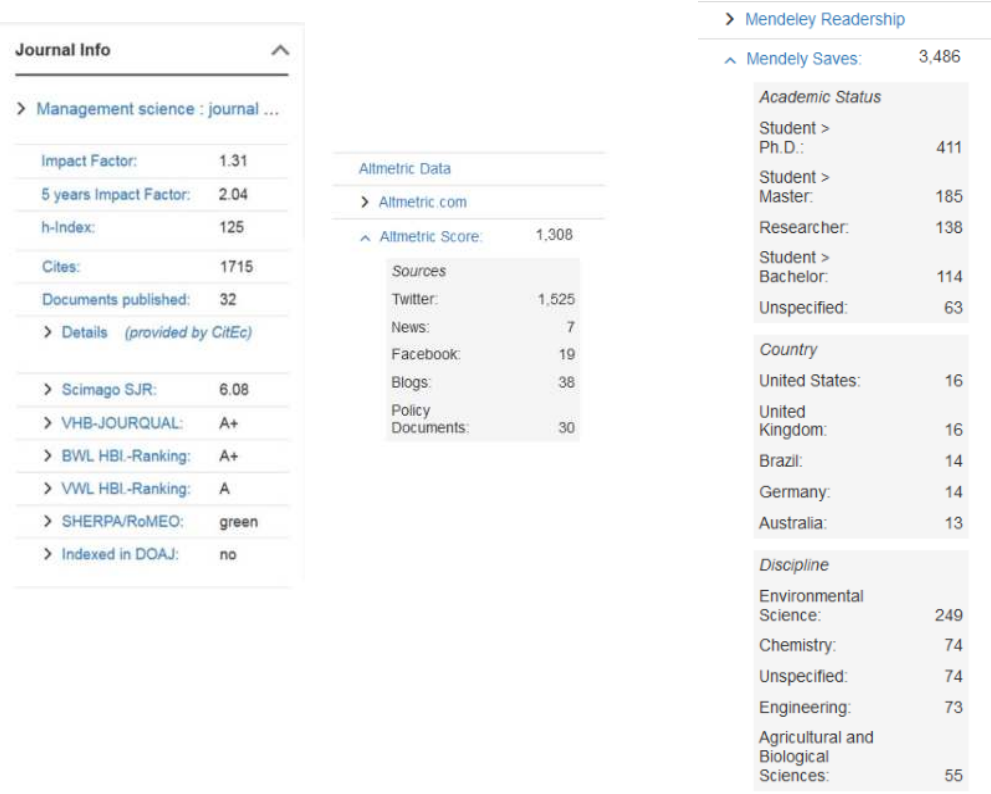 Journal Info
Management science : journal ...
Impact Factor: 1.31
5 years Impact Factor: 2.04
h-Index: 125
Cites: 1715
Documents published: 32
Details (provided by CitEc)
Scimago SJR: 6.08
VHB-JOURQUAL: A+
BWL HBl.-Ranking: A+
VWL HBl.-Ranking: A
SHERPA/RoMEO: green
Indexed in DOAJ: no
Altmetric Data
Altmetric.com
Altmetric Score: 1,308
Sources
Twitter: 1,525
News: 7
Facebook: 19
Blogs: 38
Policy
Documents: 30
Mendeley Readership
Mendely Saves: 3,486
Academic Status
Student >
Ph.D.: 411
Student >
Master: 185
Researcher: 138
Student >
Bachelor: 114
Unspecified: 63
Country
United States: 16
United
Kingdom: 16
Brazil: 14
Germany: 14
Australia: 13
Discipline
Environmental
Science: 249
Chemistry: 74
Unspecified: 74
Engineering: 73
Agricultural and
Biological
Sciences: 55